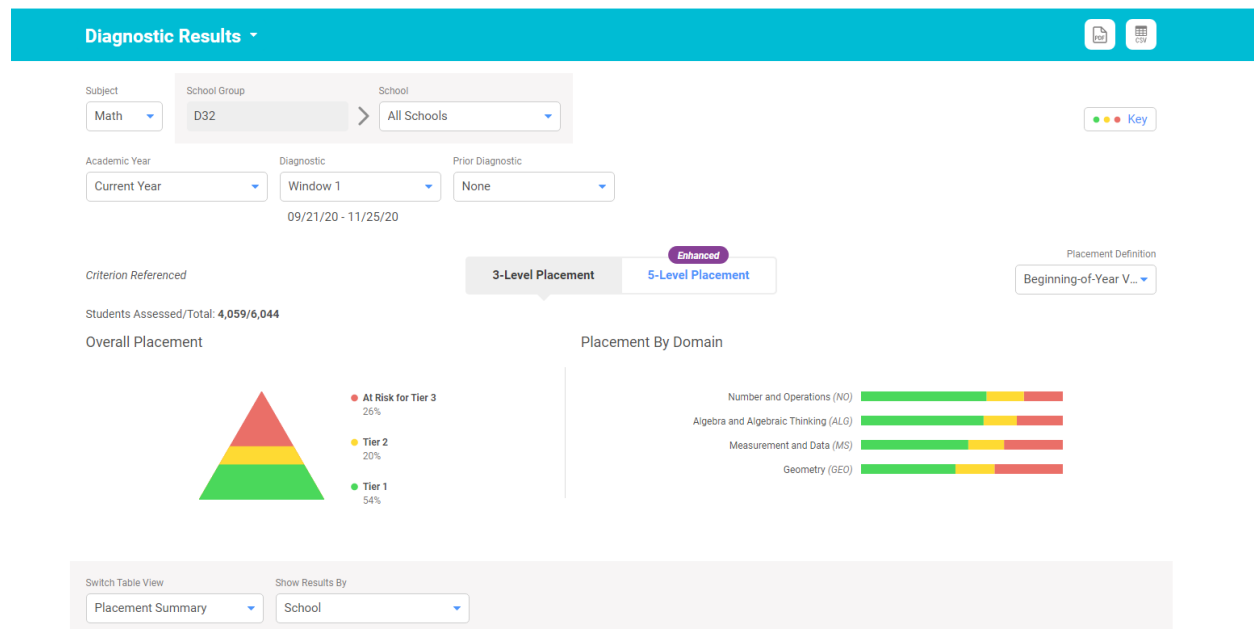 Diagnostic Results
PDF
CSV
Subject
School Group
School
Math
D32
All Schools
Key
Academic Year
Diagnostic
Prior Diagnostic
Current Year
Window 1
None
09/21/20 - 11/25/20
Enhanced
Criterion Referenced
3-Level Placement
5-Level Placement
Placement Definition
Beginning-of-Year V...
Students Assessed/Total: 4,059/6,044
Overall Placement
At Risk for Tier 3
26%
Tier 2
20%
Tier 1
54%
Placement By Domain
Number and Operations (NO)
Algebra and Algebraic Thinking (ALG)
Measurement and Data (MS)
Geometry (GEO)
Switch Table View
Show Results By
Placement Summary
School